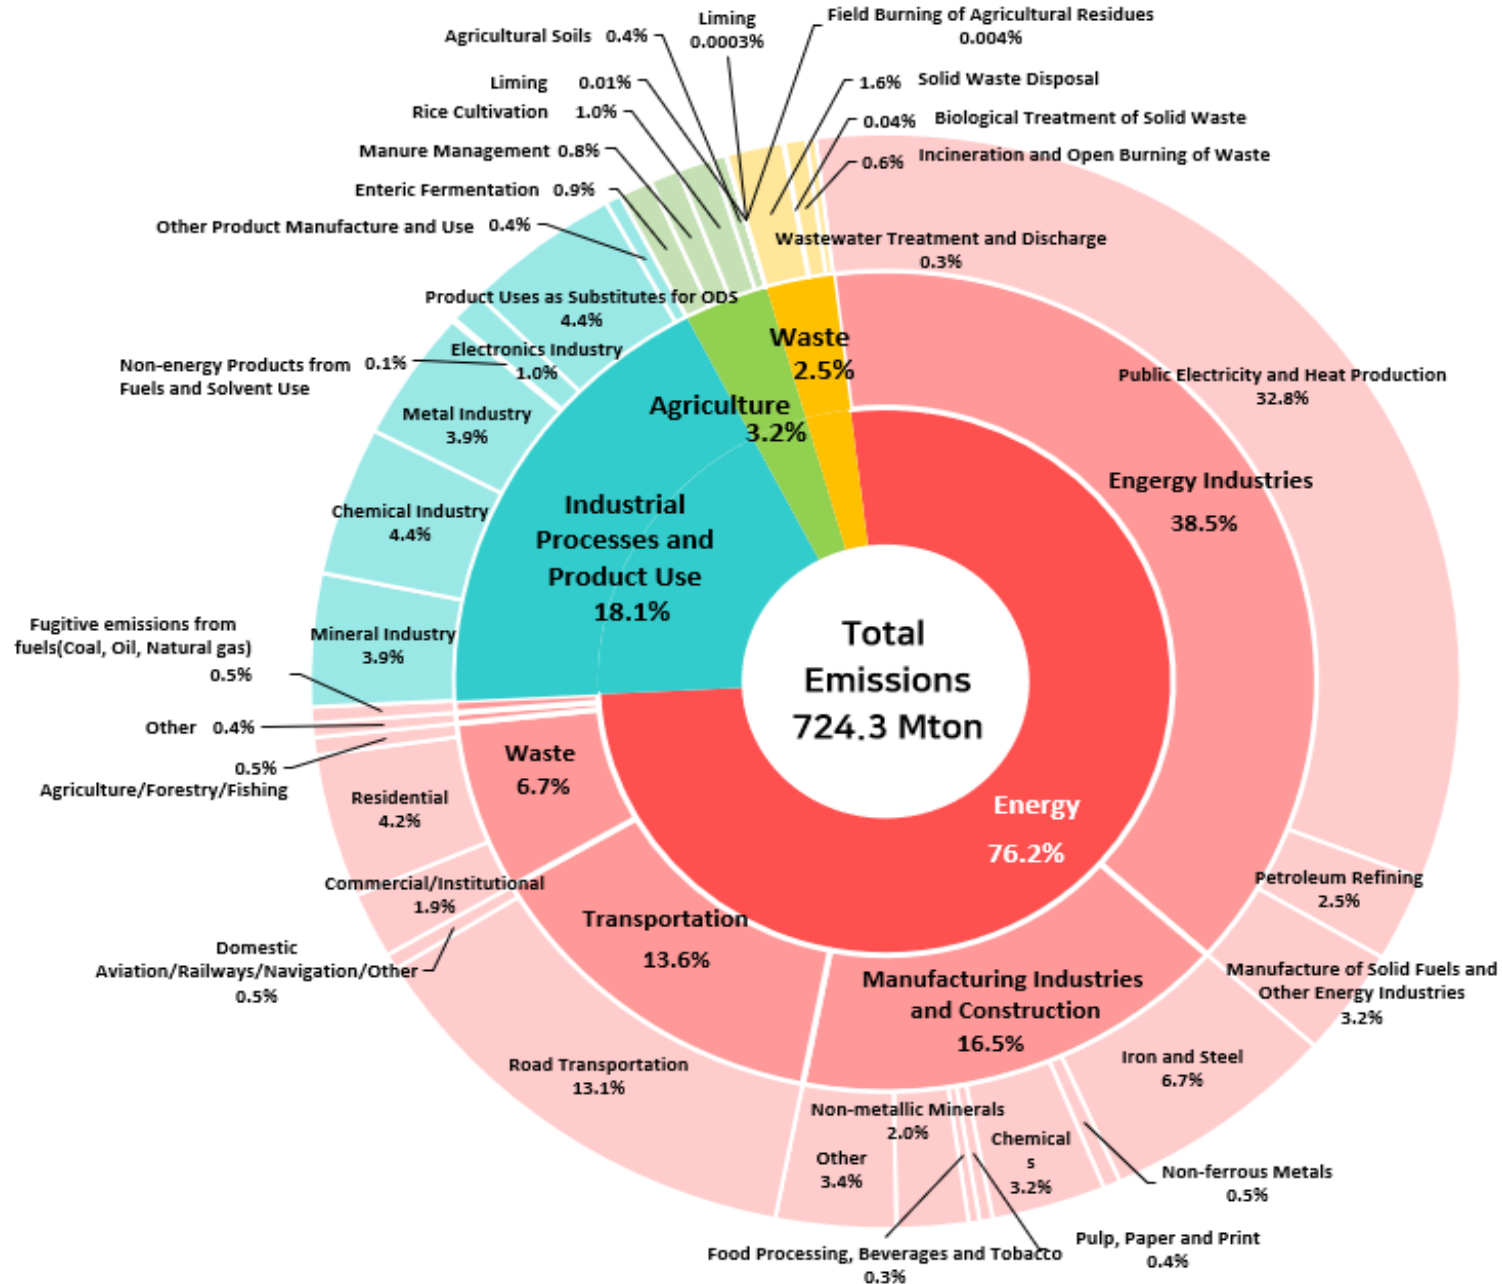 Liming
0.0003%
Field Burning of Agricultural Residues
0.004%
Agricultural Soils 0.4%
Liming 0.01%
Rice Cultivation 1.0%
Manure Management 0.8%
Enteric Fermentation 0.9%
Other Product Manufacture and Use 0.4%
1.6% Solid Waste Disposal
0.04% Biological Treatment of Solid Waste
0.6% Incineration and Open Burning of Waste
Wastewater Treatment and Discharge
0.3%
Product Uses as Substitutes for ODS
4.4%
Electronics Industry
1.0%
Non-energy Products from 0.1%
Fuels and Solvent Use
Metal Industry
3.9%
Chemical Industry
4.4%
Mineral Industry
3.9%
Waste
2.5%
Agriculture
3.2%
Industrial
Processes and
Product Use
18.1%
Public Electricity and Heat Production
32.8%
Engergy Industries
38.5%
Total
Emissions
724.3 Mton
Energy
76.2%
Fugitive emissions from
fuels(Coal, Oil, Natural gas)
0.5%
Other 0.4%
0.5%
Agriculture/Forestry/Fishing
Waste
6.7%
Residential
4.2%
Commercial/Institutional
1.9%
Domestic
Aviation/Railways/Navigation/Other
0.5%
Transportation
13.6%
Road Transportation
13.1%
Manufacturing Industries
and Construction
16.5%
Petroleum Refining
2.5%
Manufacture of Solid Fuels and
Other Energy Industries
3.2%
Iron and Steel
6.7%
Non-metallic Minerals
2.0%
Other
3.4%
Chemical
s
3.2%
Non-ferrous Metals
0.5%
Pulp, Paper and Print
0.4%
Food Processing, Beverages and Tobacco
0.3%